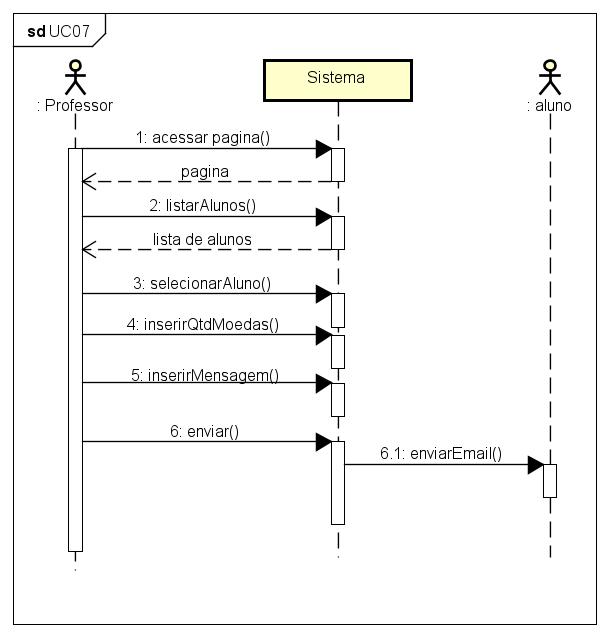 sd UC07
Sistema
: Professor
: aluno
1: acessar pagina()
pagina
2: listarAlunos()
lista de alunos
3: selecionarAluno()
4: inserirQtdMoedas()
5: inserirMensagem()
6: enviar()
6.1: enviarEmail()